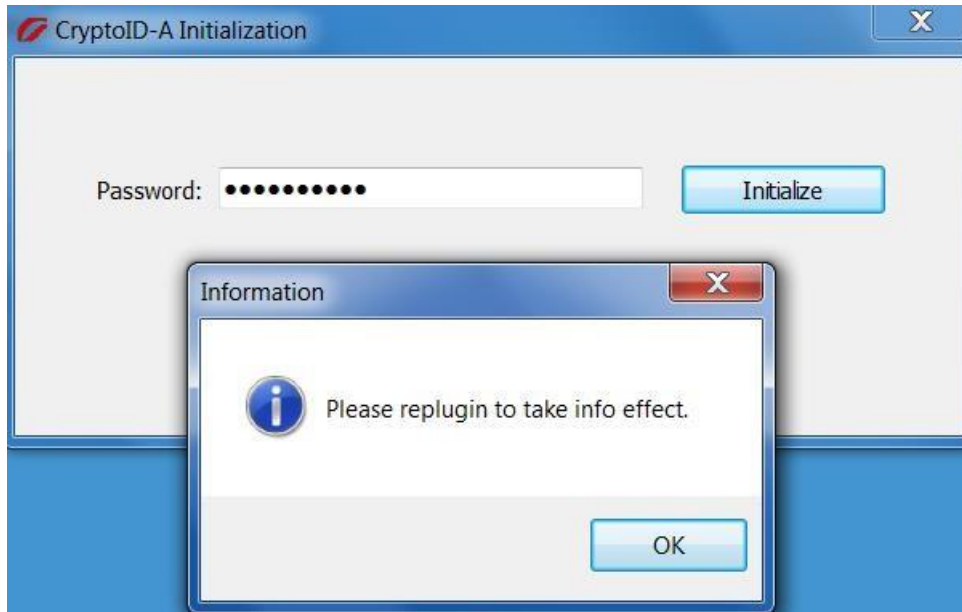 CryptoID-A Initialization
Password: ●●●●●●●●●● Initialize
Information
Please replugin to take info effect.
OK